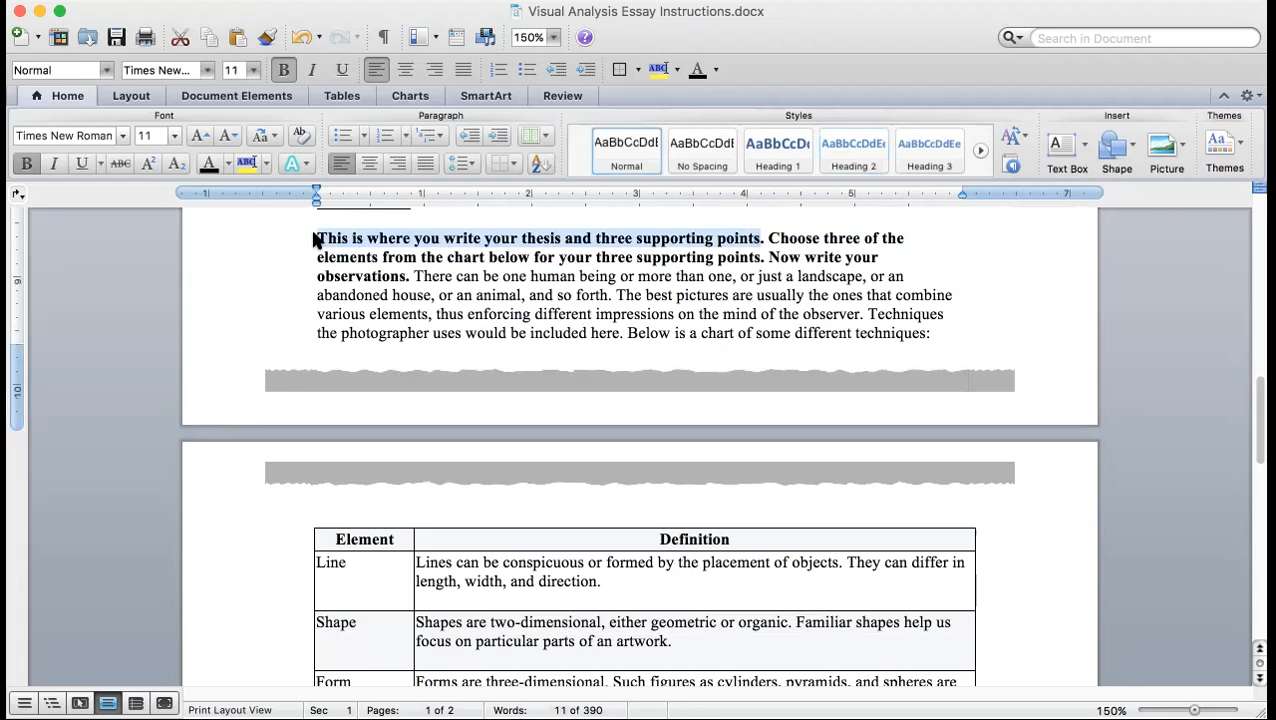 Visual Analysis Essay Instructions.docx
150%
Search in Document
Normal
Times New...
11
B I U
ABC
A
Home
Layout
Document Elements
Tables
Charts
SmartArt
Review
Font
Paragraph
Styles
Insert
Themes
Times New Roman
11
AaBbCcDdE
Normal
AaBbCcDdE
No Spacing
AaBbCcDc
Heading 1
AaBbCcDdEe
Heading 2
AaBbCcDdEe
Heading 3
Text Box
Shape
Picture
Themes
This is where you write your thesis and three supporting points. Choose three of the
elements from the chart below for your three supporting points. Now write your
observations. There can be one human being or more than one, or just a landscape, or an
abandoned house, or an animal, and so forth. The best pictures are usually the ones that combine
various elements, thus enforcing different impressions on the mind of the observer. Techniques
the photographer uses would be included here. Below is a chart of some different techniques:
Element
Definition
Line
Lines can be conspicuous or formed by the placement of objects. They can differ in
length, width, and direction.
Shape
Shapes are two-dimensional, either geometric or organic. Familiar shapes help us
focus on particular parts of an artwork.
Form
Forms are three-dimensional. Such figures as cylinders, pyramids, and spheres are
Print Layout View
Sec 1
Pages: 1 of 2
Words: 11 of 390
150%